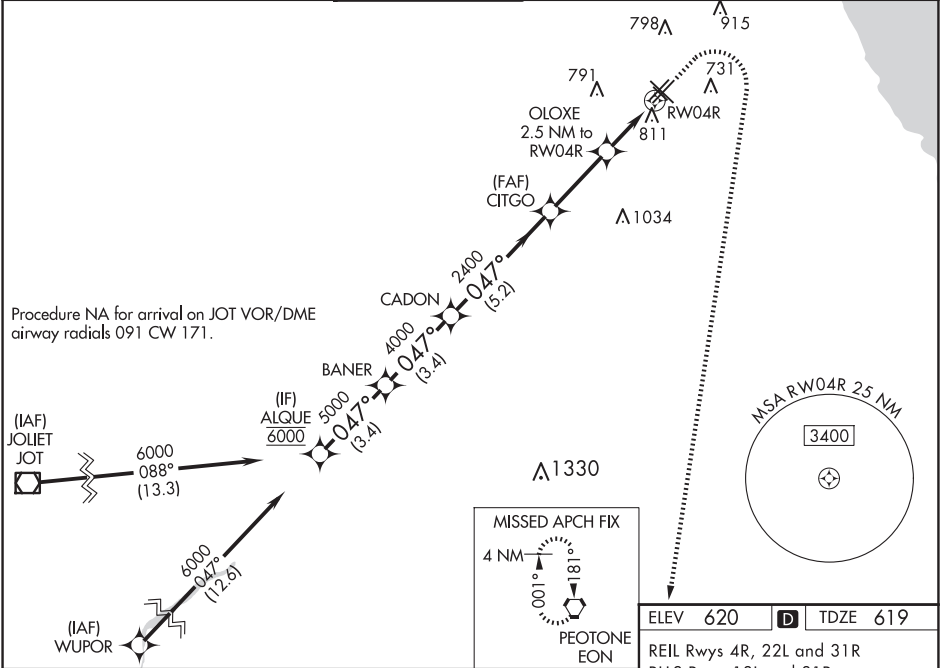 798
915
791
731
OLOXE
2.5 NM to
RW04R
RW04R
811
(FAF)
CITGO
1034
2400
047°
(5.2)
CADON
Procedure NA for arrival on JOT VOR/DME
airway radials 091 CW 171.
4000
047°
(3.4)
BANER
(IF)
ALQUE
6000
5000
047°
(3.4)
MSA RW04R 25 NM
3400
(IAF)
JOLIET
JOT
6000
088°
(13.3)
1330
6000
047°
(12.6)
(IAF)
WUPOR
MISSED APCH FIX
4 NM
001°
181°
PEOTONE
EON
ELEV 620 D TDZE 619
REIL Rwys 4R, 22L and 31R